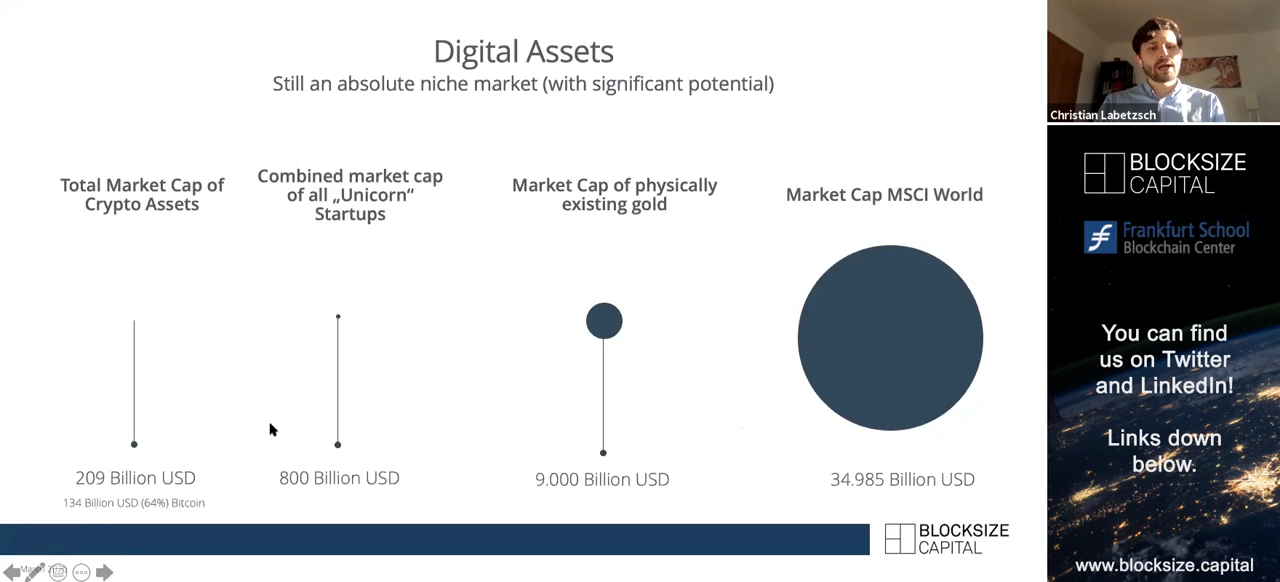 Digital Assets
Still an absolute niche market (with significant potential)
Total Market Cap of
Crypto Assets
Combined market cap
of all „Unicorn“
Startups
Market Cap of physically
existing gold
Market Cap MSCI World
209 Billion USD
134 Billion USD (64%) Bitcoin
800 Billion USD
9.000 Billion USD
34.985 Billion USD
BLOCKSIZE
CAPITAL
Christian Labetzsch
BLOCKSIZE
CAPITAL
Frankfurt School
Blockchain Center
You can find
us on Twitter
and LinkedIn!
Links down
below.
www.blocksize.capital